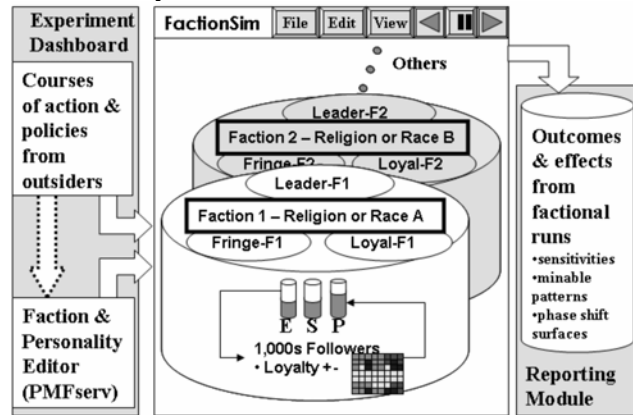 Experiment
Dashboard
Courses
of action &
policies
from
outsiders
Faction &
Personality
Editor
(PMFserv)
FactionSim
File
Edit
View
Others
Leader-F2
Faction 2 – Religion or Race B
Fringe-F2
Loyal-F2
Leader-F1
Faction 1 – Religion or Race A
Fringe-F1
Loyal-F1
E S P
1,000s Followers
• Loyalty +-
Outcomes
& effects
from
factional
runs
•sensitivities
•minable
patterns
•phase shift
surfaces
Reporting
Module